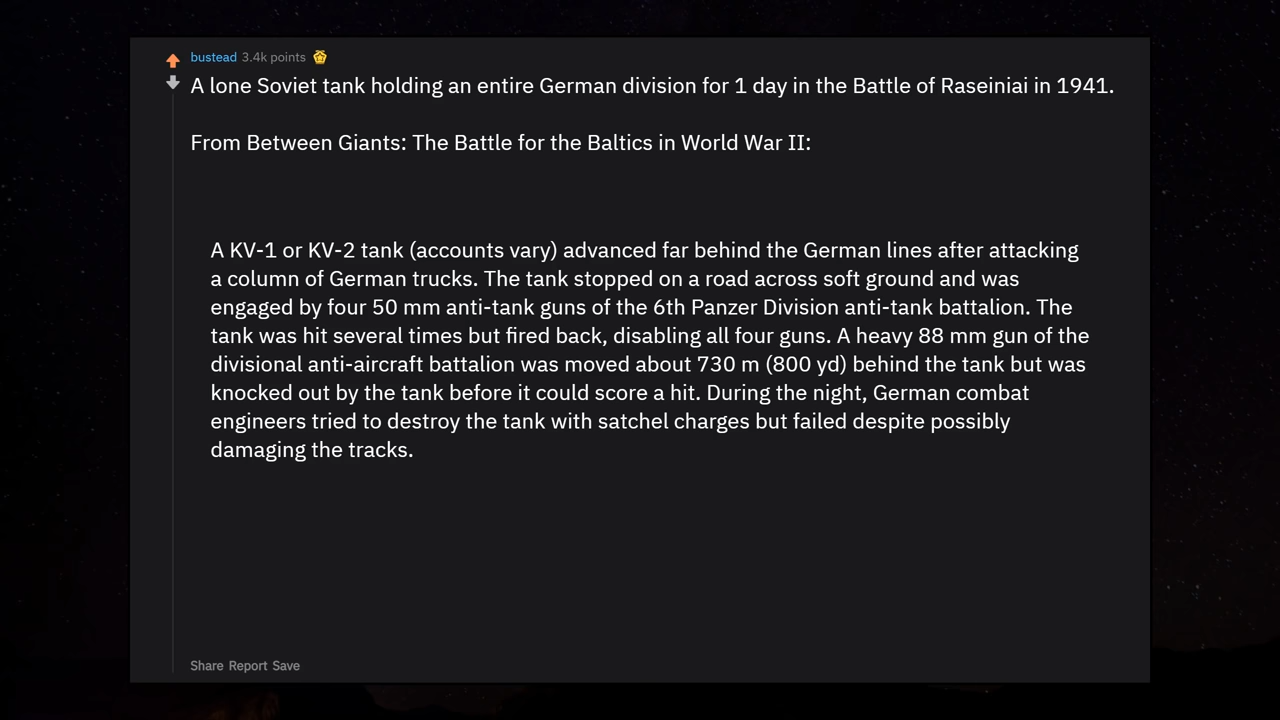 bustead 3.4k points
A lone Soviet tank holding an entire German division for 1 day in the Battle of Raseiniai in 1941.
From Between Giants: The Battle for the Baltics in World War II:
A KV-1 or KV-2 tank (accounts vary) advanced far behind the German lines after attacking
a column of German trucks. The tank stopped on a road across soft ground and was
engaged by four 50 mm anti-tank guns of the 6th Panzer Division anti-tank battalion. The
tank was hit several times but fired back, disabling all four guns. A heavy 88 mm gun of the
divisional anti-aircraft battalion was moved about 730 m (800 yd) behind the tank but was
knocked out by the tank before it could score a hit. During the night, German combat
engineers tried to destroy the tank with satchel charges but failed despite possibly
damaging the tracks.
Share Report Save